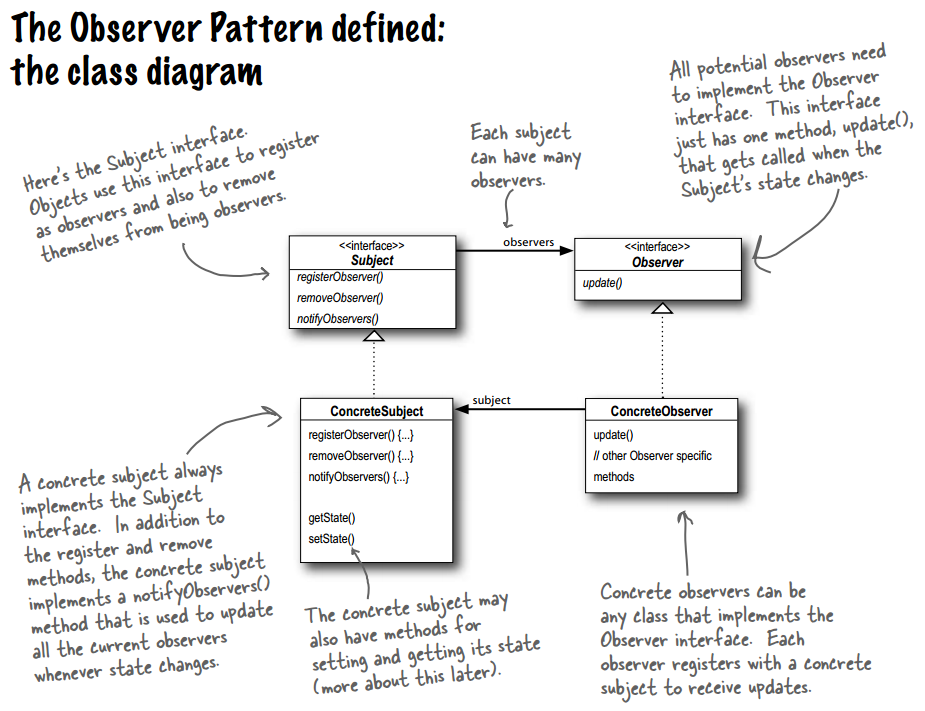 The Observer Pattern defined:
the class diagram
All potential observers need
to implement the Observer
interface. This interface
just has one method, update(),
that gets called when the
Subject's state changes.
Here's the Subject interface.
Objects use this interface to register
as observers and also to remove
themselves from being observers.
Each subject
can have many
observers.
<<interface>>
Subject
registerObserver()
removeObserver()
notifyObservers()
observers
<<interface>>
Observer
update()
ConcreteSubject
registerObserver() {...}
removeObserver() {...}
notifyObservers() {...}
getState()
setState()
subject
ConcreteObserver
update()
// other Observer specific
methods
A concrete subject always
implements the Subject
interface. In addition to
the register and remove
methods, the concrete subject
implements a notifyObservers()
method that is used to update
all the current observers
whenever state changes.
The concrete subject may
also have methods for
setting and getting its state
(more about this later).
Concrete observers can be
any class that implements the
Observer interface. Each
observer registers with a concrete
subject to receive updates.